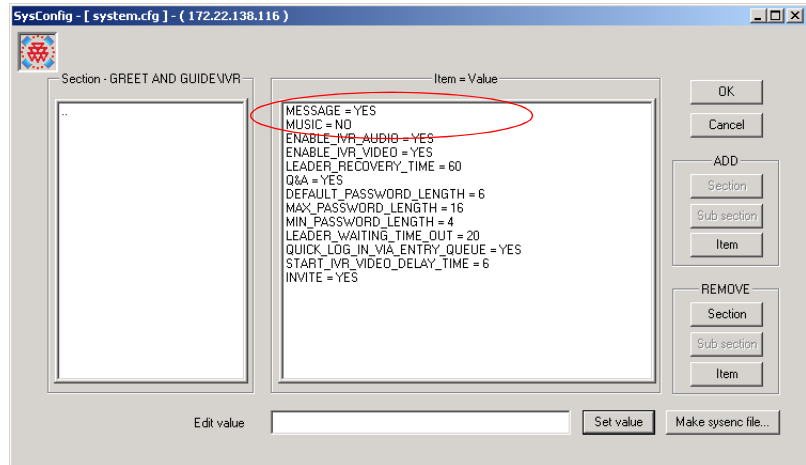 SysConfig - [ system.cfg ] - ( 172.22.138.116 )
Section - GREET AND GUIDE\IVR
Item = Value
..
MESSAGE = YES
MUSIC = NO
ENABLE_IVR_AUDIO = YES
ENABLE_IVR_VIDEO = YES
LEADER_RECOVERY_TIME = 60
Q&A = YES
DEFAULT_PASSWORD_LENGTH = 6
MAX_PASSWORD_LENGTH = 16
MIN_PASSWORD_LENGTH = 4
LEADER_WAITING_TIME_OUT = 20
QUICK_LOG_IN_VIA_ENTRY_QUEUE = YES
START_IVR_VIDEO_DELAY_TIME = 6
INVITE = YES
OK
Cancel
ADD
Section
Sub section
Item
REMOVE
Section
Sub section
Item
Edit value
Set value
Make sysenc file...